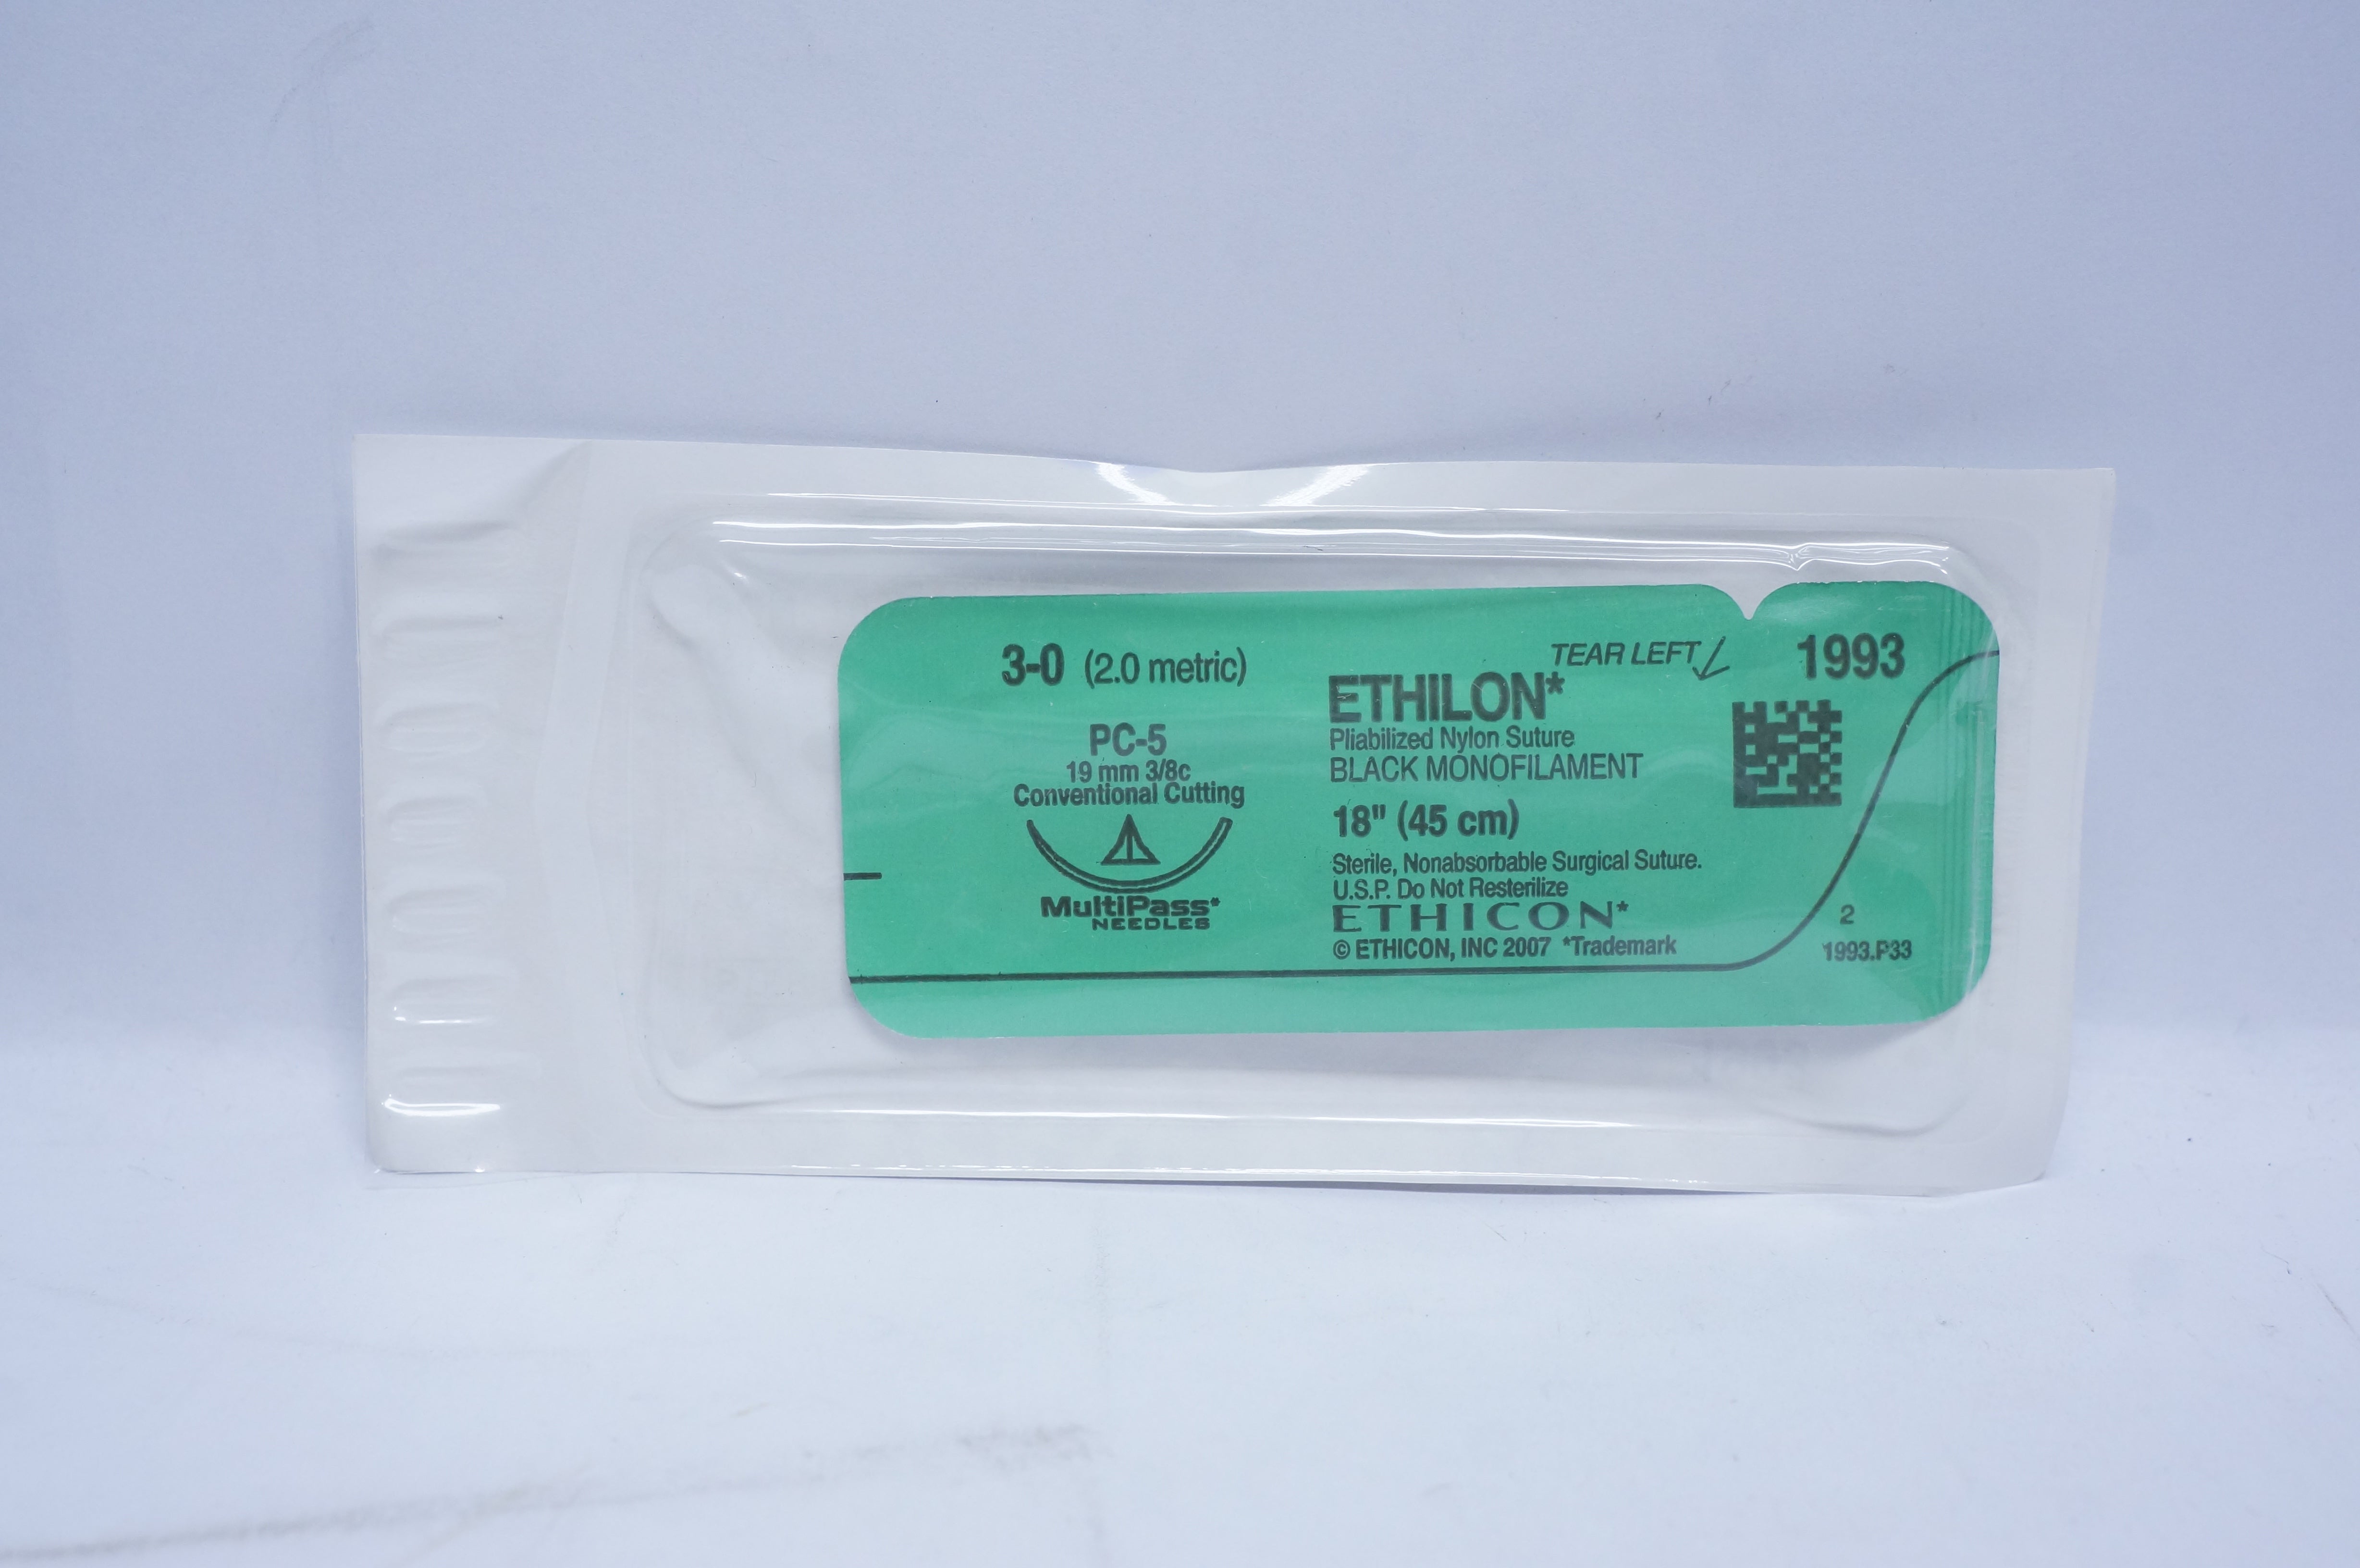 3-0 (2.0 metric)
PC-5
19 mm 3/8c
Conventional Cutting
MultiPass*
NEEDLES
TEAR LEFT
ETHILON*
Pliabilized Nylon Suture
BLACK MONOFILAMENT
18" (45 cm)
Sterile, Nonabsorbable Surgical Suture.
U.S.P. Do Not Resterilize
ETHICON*
© ETHICON, INC 2007 *Trademark
1993
2
1993.P33